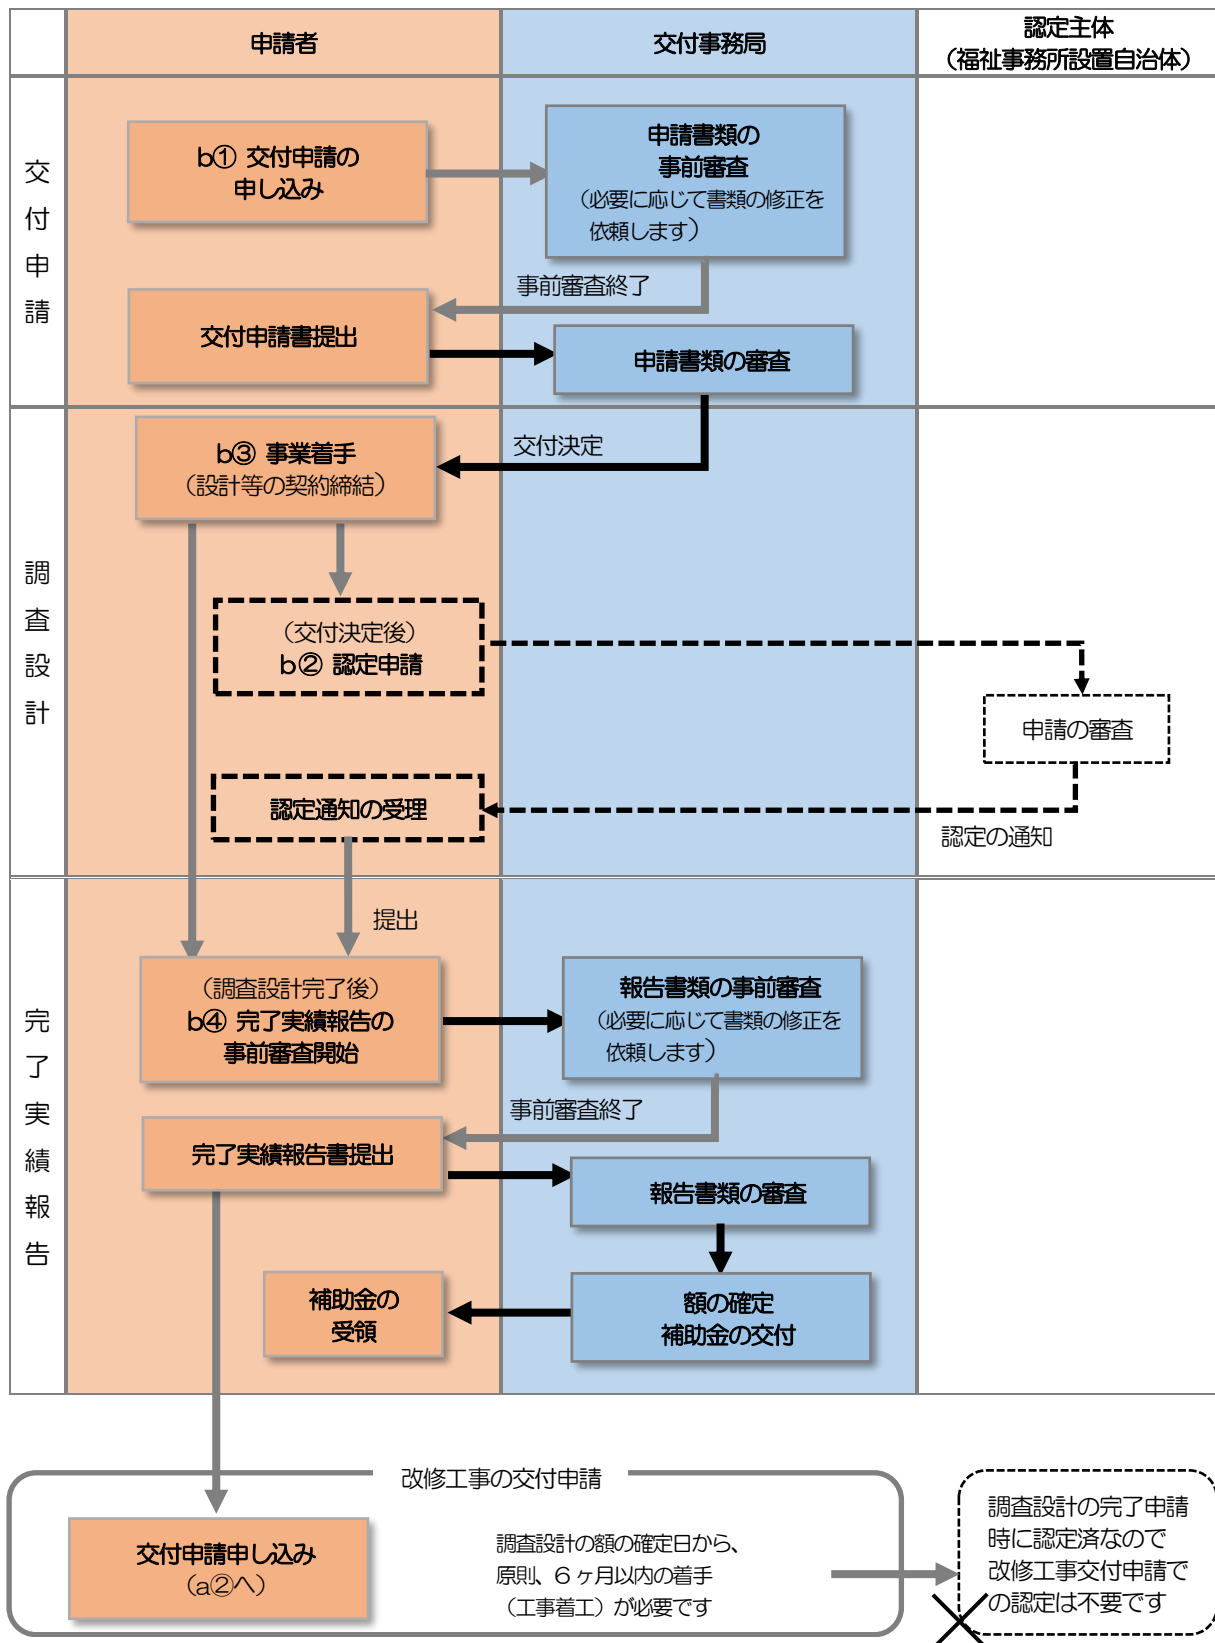 申請者
交付事務局
認定主体
（福祉事務所設置自治体）
交付申請
b① 交付申請の
申し込み
申請書類の
事前審査
（必要に応じて書類の修正を
依頼します）
事前審査終了
交付申請書提出
申請書類の審査
調査設計
交付決定
b③ 事業着手
（設計等の契約締結）
（交付決定後）
b② 認定申請
申請の審査
認定通知の受理
認定の通知
完了実績報告
提出
（調査設計完了後）
b④ 完了実績報告の
事前審査開始
報告書類の事前審査
（必要に応じて書類の修正を
依頼します）
事前審査終了
完了実績報告書提出
報告書類の審査
補助金の
受領
額の確定
補助金の交付
改修工事の交付申請
交付申請申し込み
（a②へ）
調査設計の額の確定日から、
原則、６ヶ月以内の着手
（工事着工）が必要です
調査設計の完了申請
時に認定済なので
改修工事交付申請で
の認定は不要です